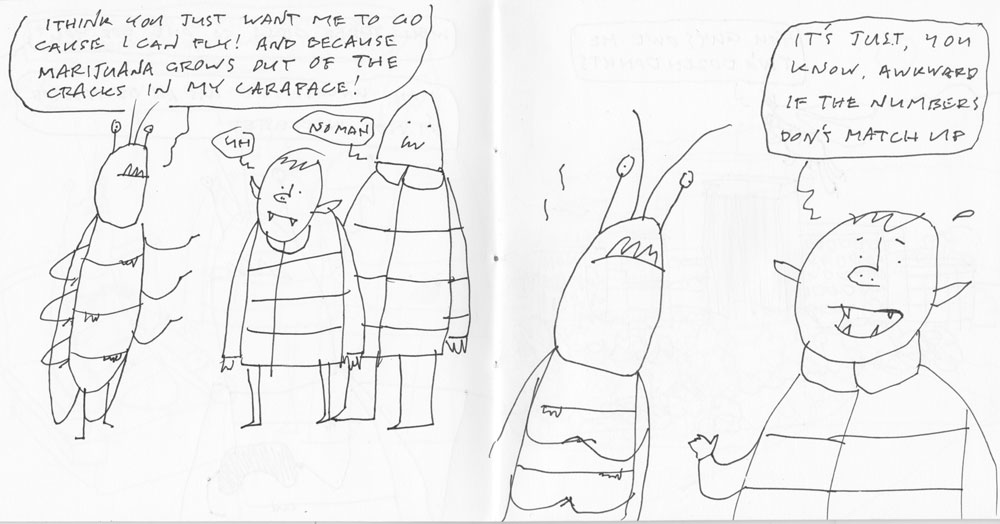 I THINK YOU JUST WANT ME TO GO
CAUSE I CAN FLY! AND BECAUSE
MARIJUANA GROWS OUT OF THE
CRACKS IN MY CARAPACE!
UH
NO MAN
IT'S JUST, YOU
KNOW, AWKWARD
IF THE NUMBERS
DON'T MATCH UP